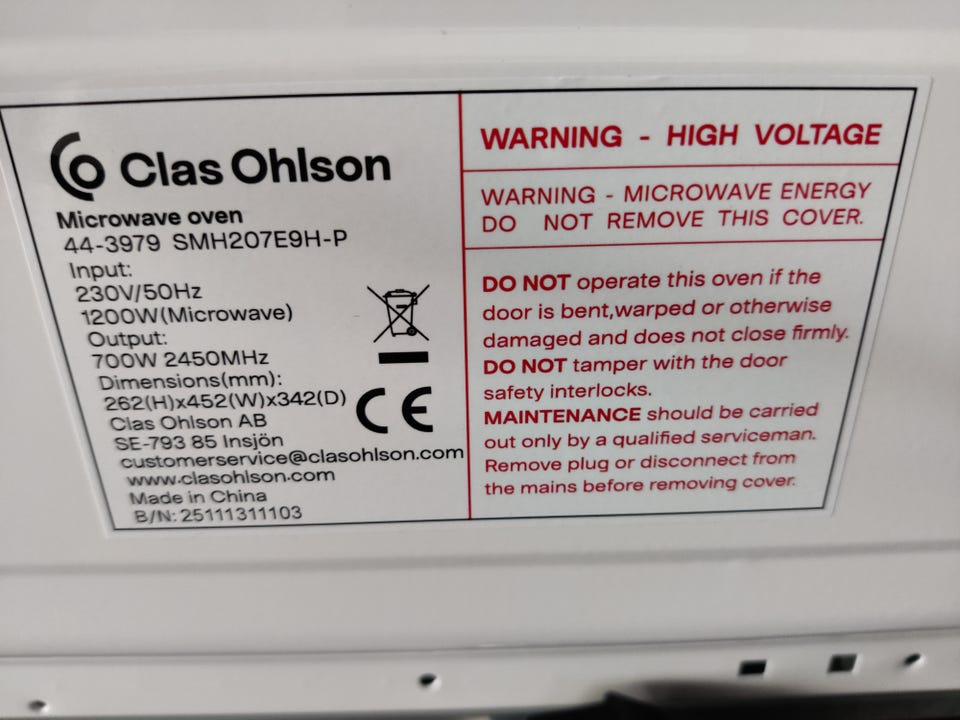 Clas Ohlson
Microwave oven
44-3979 SMH207E9H-P
Input:
230V/50Hz
1200W(Microwave)
Output:
700W 2450MHz
Dimensions(mm):
262(H)x452(W)x342(D)
Clas Ohlson AB
SE-793 85 Insjön
customerservice@clasohlson.com
www.clasohlson.com
Made in China
B/N: 25111311103
CE
WARNING - HIGH VOLTAGE
WARNING - MICROWAVE ENERGY
DO NOT REMOVE THIS COVER.
DO NOT operate this oven if the
door is bent,warped or otherwise
damaged and does not close firmly.
DO NOT tamper with the door
safety interlocks.
MAINTENANCE should be carried
out only by a qualified serviceman.
Remove plug or disconnect from
the mains before removing cover.